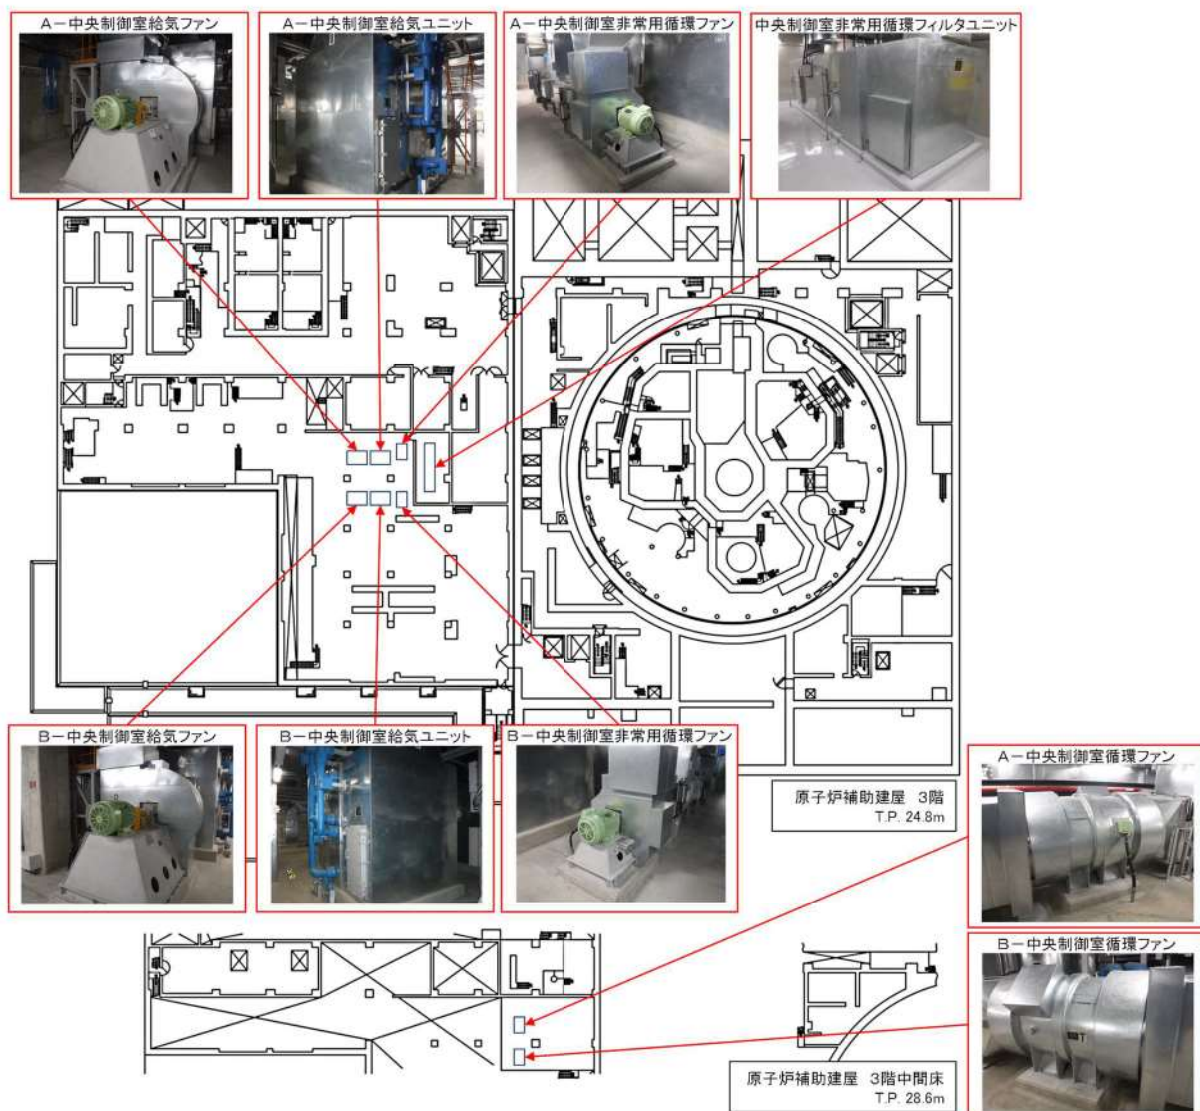 A－中央制御室給気ファン
A－中央制御室給気ユニット
A－中央制御室非常用循環ファン
中央制御室非常用循環フィルタユニット
B－中央制御室給気ファン
B－中央制御室給気ユニット
B－中央制御室非常用循環ファン
原子炉補助建屋 3階
T.P. 24.8m
A－中央制御室循環ファン
B－中央制御室循環ファン
原子炉補助建屋 3階中間床
T.P. 28.6m